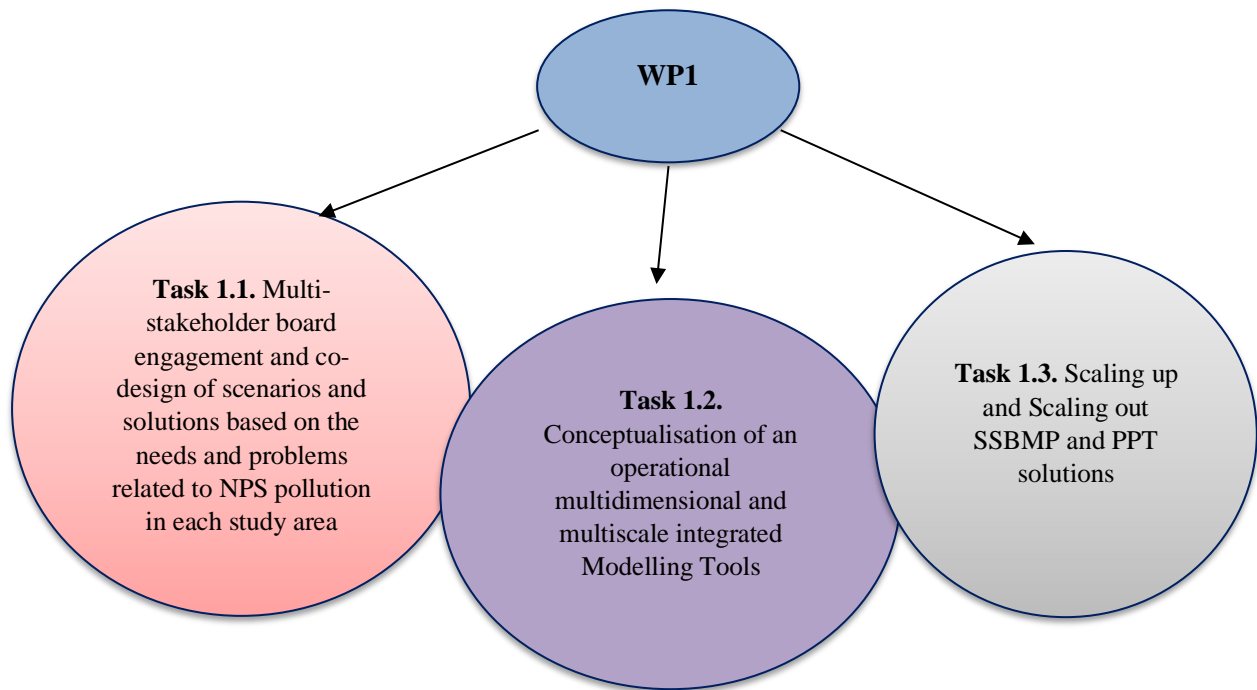 WP1
Task 1.1. Multi-
stakeholder board
engagement and co-
design of scenarios and
solutions based on the
needs and problems
related to NPS pollution
in each study area
Task 1.2.
Conceptualisation of an
operational
multidimensional and
multiscale integrated
Modelling Tools
Task 1.3. Scaling up
and Scaling out
SSBMP and PPT
solutions